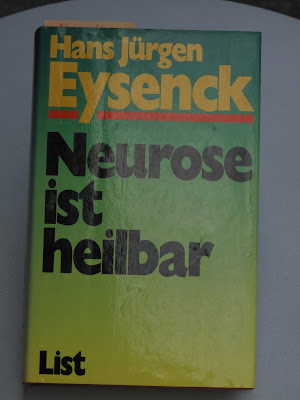 Hans Jürgen
Eysenck
Neurose
ist
heilbar
List